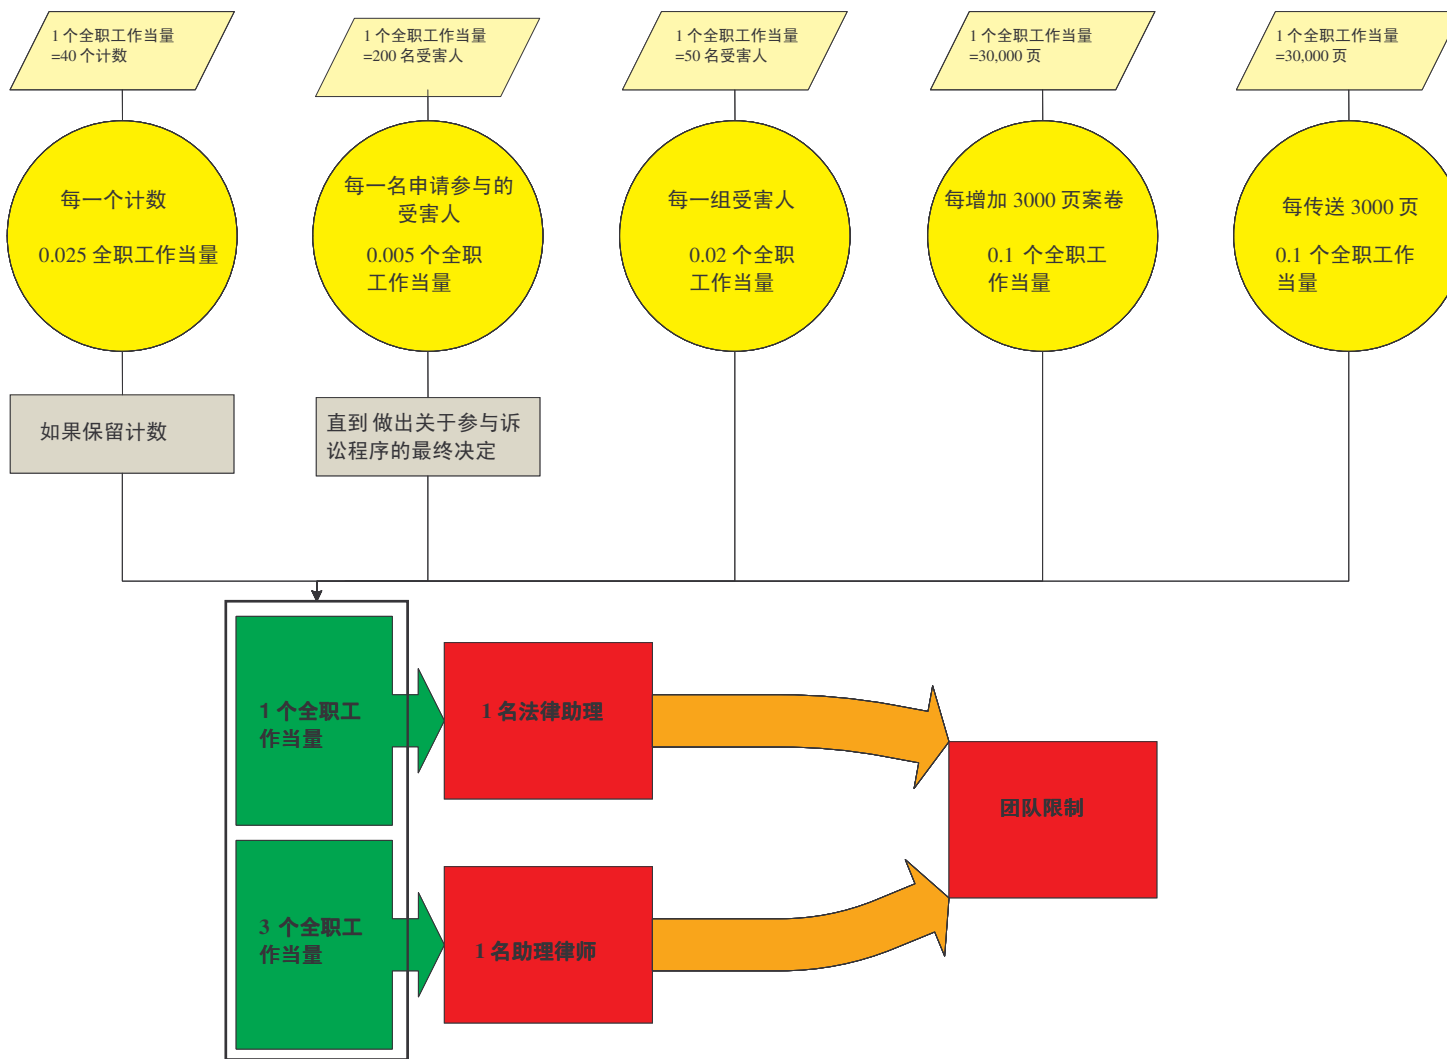 1 个全职工作当量
=40 个计数
1 个全职工作当量
=200 名受害人
1 个全职工作当量
=50 名受害人
1 个全职工作当量
=30,000 页
1 个全职工作当量
=30,000 页
每一个计数
0.025 全职工作当量
每一名申请参与的
受害人
0.005 个全职
工作当量
每一组受害人
0.02 个全职
工作当量
每增加 3000 页案卷
0.1 个全职工
作当量
每传送 3000 页
0.1 个全职工作
当量
如果保留计数
直到 做出关于参与诉
讼程序的最终决定
1 个全职工
作当量
1 名法律助理
团队限制
3 个全职工
作当量
1 名助理律师